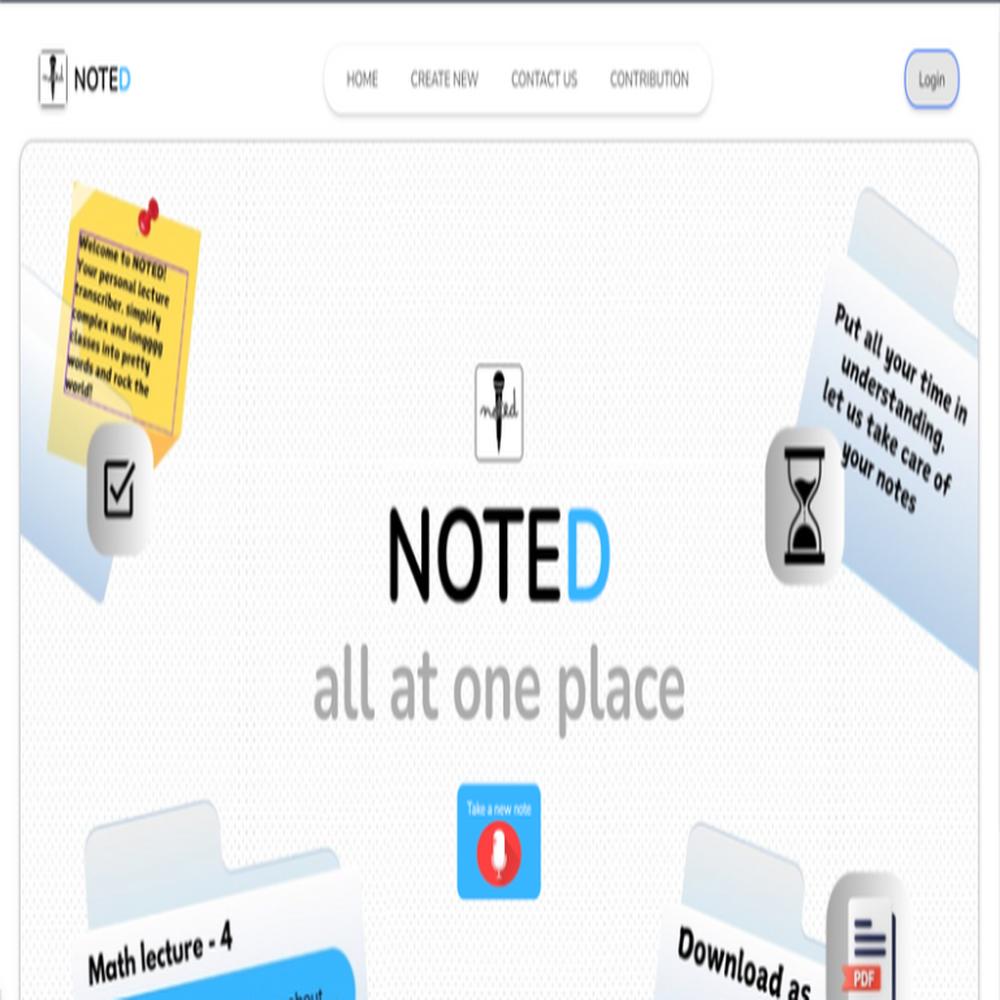 noted NOTED HOME CREATE NEW CONTACT US CONTRIBUTION Login
Welcome to NOTED!
Your personal lecture
transcriber, simplify
complex and longggg
classes into pretty
words and rock the
world!
Put all your time in
understanding,
let us take care of
your notes
noted
NOTED
all at one place
Take a new note
Math lecture - 4
about
Download as
PDF